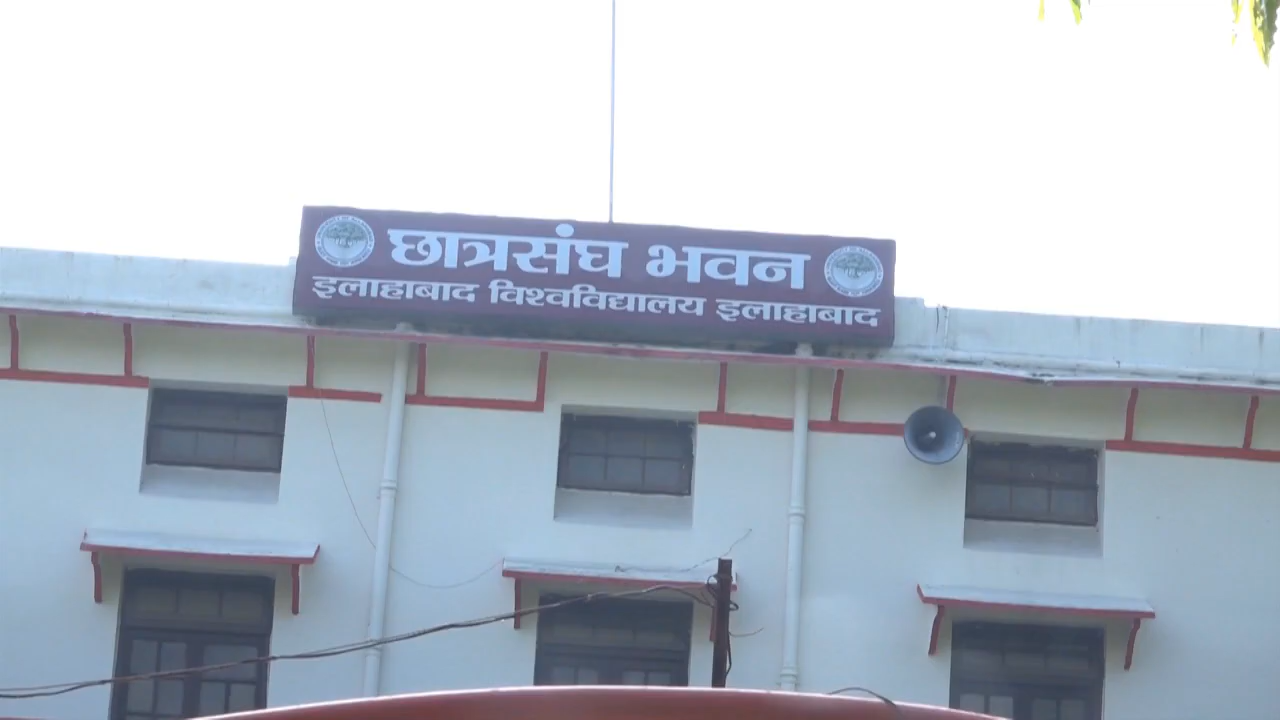 छात्रसंघ भवन
इलाहाबाद विश्वविद्यालय इलाहाबाद